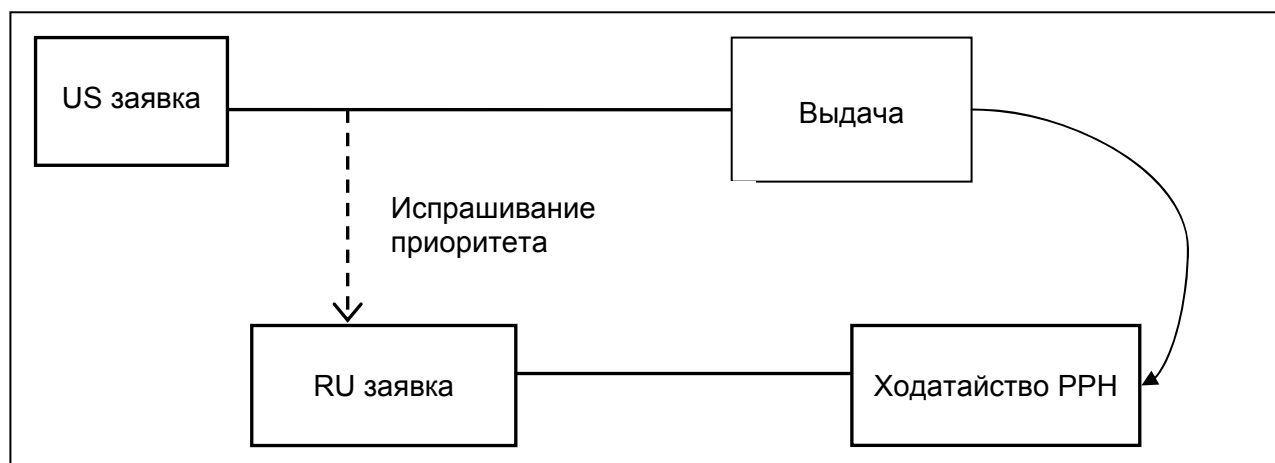 US заявка
Выдача
Испрашивание
приоритета
RU заявка
Ходатайство PPH